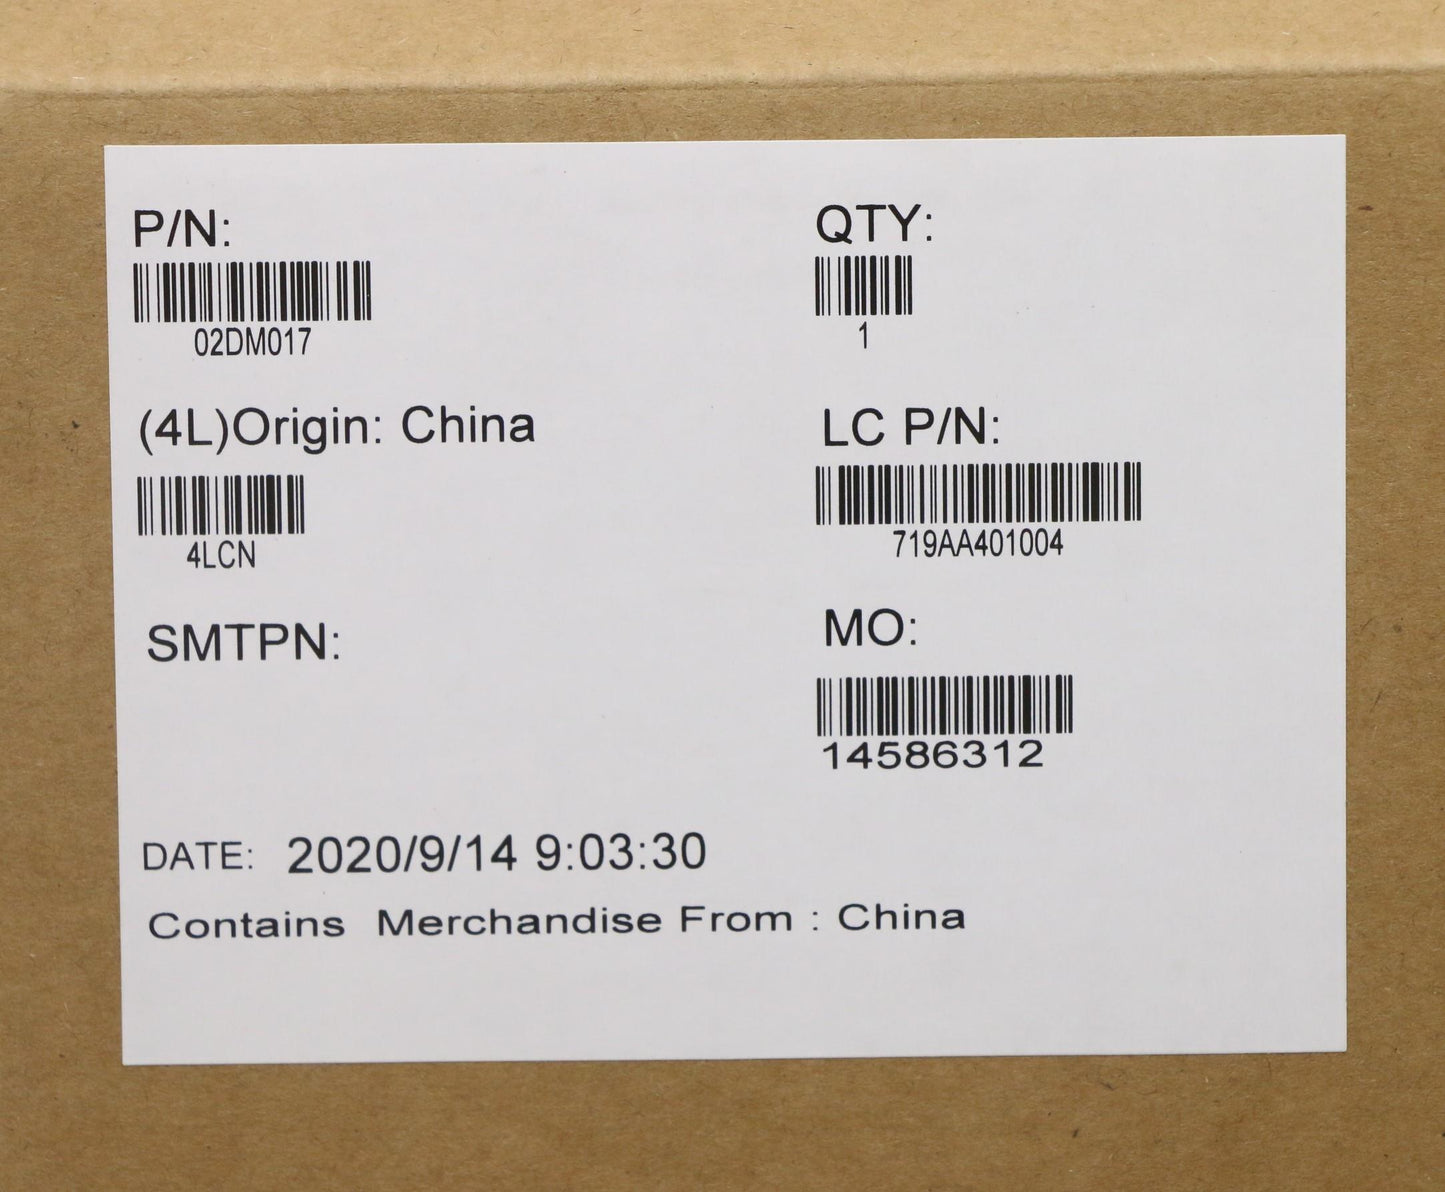 P/N:
02DM017
QTY:
1
(4L)Origin: China
4LCN
LC P/N:
719AA401004
SMTPN:
MO:
14586312
DATE: 2020/9/14 9:03:30
Contains Merchandise From : China